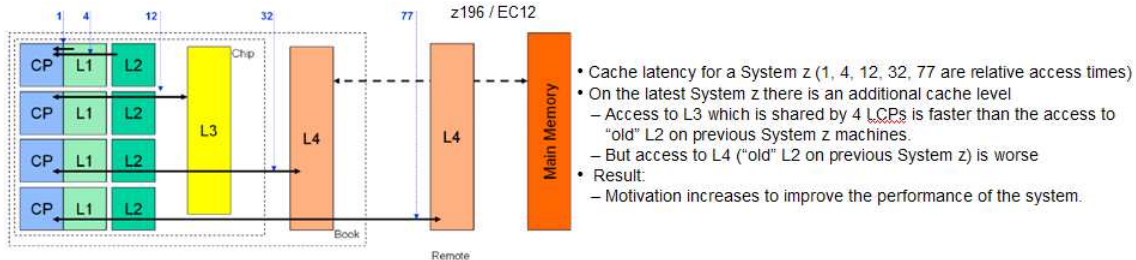 z196 / EC12
1 4 12 32 77
Chip
CP L1 L2
CP L1 L2
CP L1 L2
CP L1 L2
L3
L4
L4
Main Memory
Book
Remote
• Cache latency for a System z (1, 4, 12, 32, 77 are relative access times)
• On the latest System z there is an additional cache level
– Access to L3 which is shared by 4 LCPs is faster than the access to
"old" L2 on previous System z machines.
– But access to L4 ("old" L2 on previous System z) is worse
• Result:
– Motivation increases to improve the performance of the system.